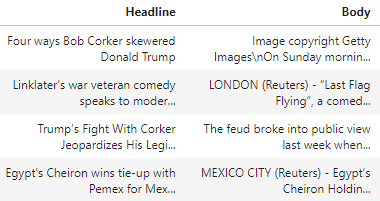 Headline Body
Four ways Bob Corker skewered Donald Trump
Image copyright Getty Images\nOn Sunday mornin...
Linklater's war veteran comedy speaks to moder...
LONDON (Reuters) - “Last Flag Flying”, a comed...
Trump’s Fight With Corker Jeopardizes His Legi...
The feud broke into public view last week when...
Egypt's Cheiron wins tie-up with Pemex for Mex...
MEXICO CITY (Reuters) - Egypt’s Cheiron Holdin...